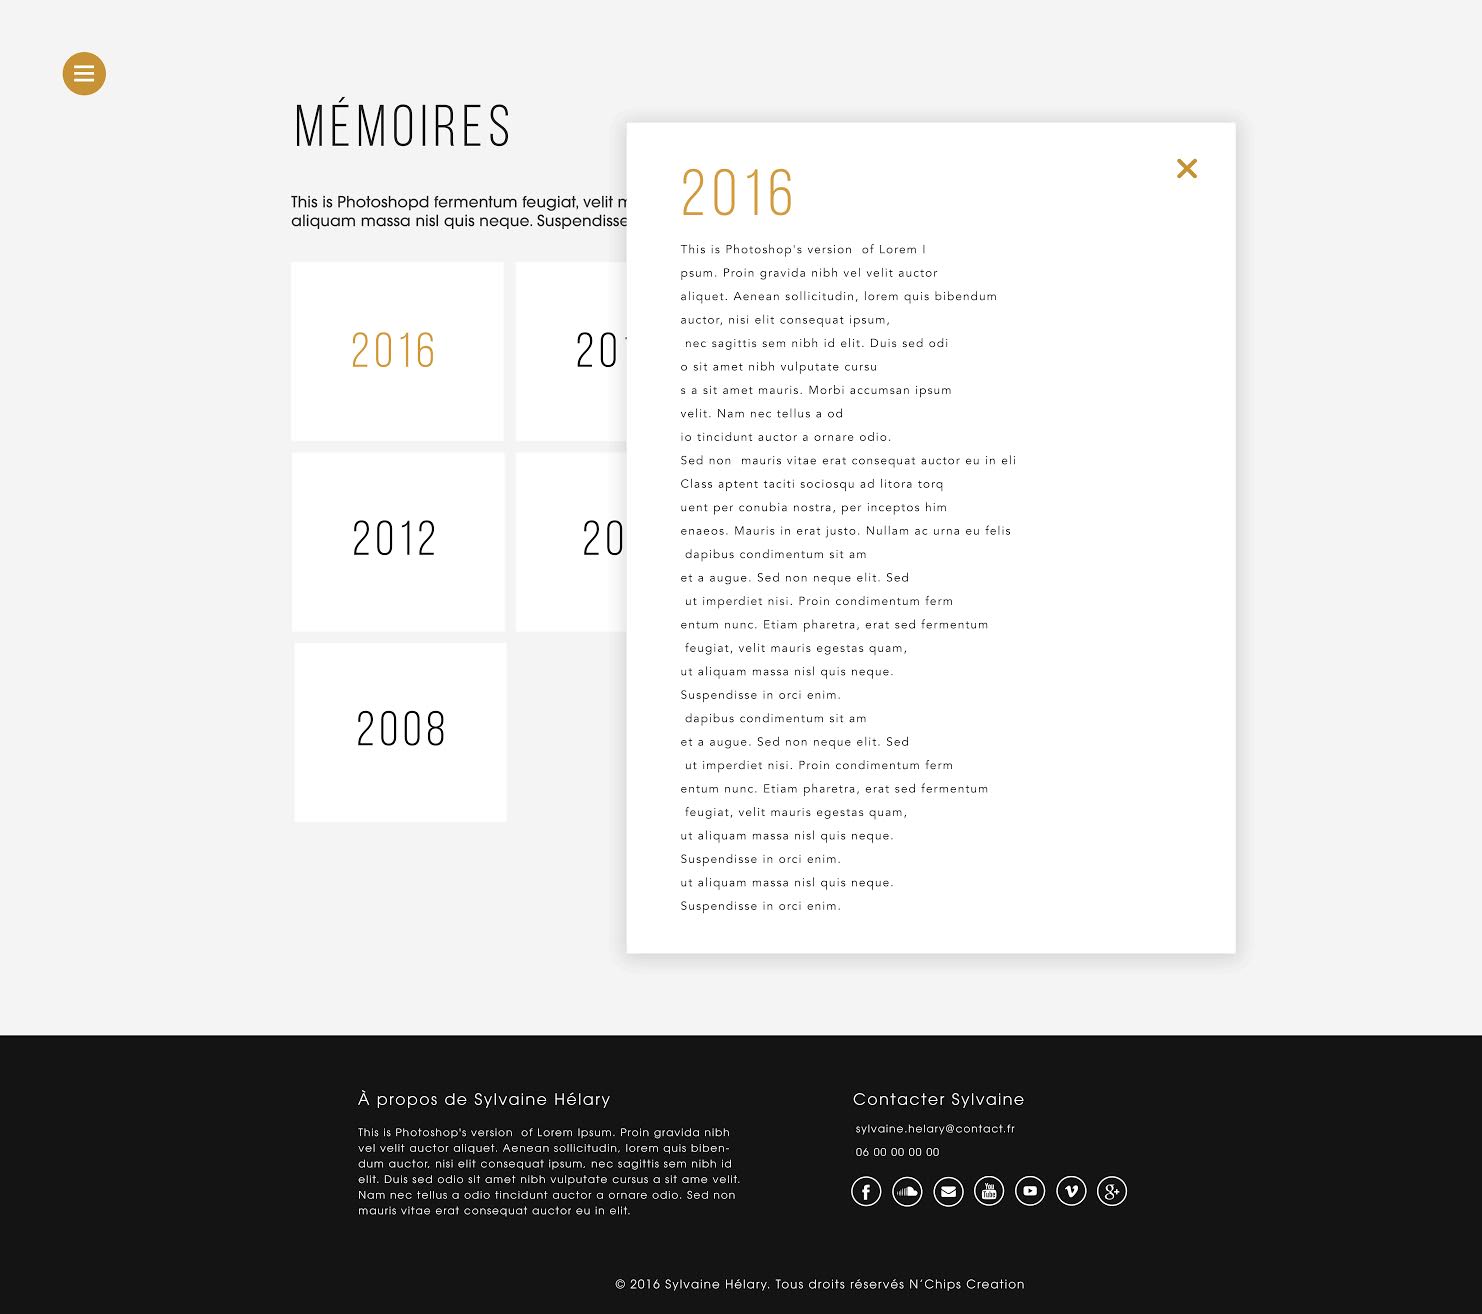 MÉMOIRES
This is Photoshopd fermentum feugiat, velit
aliquam massa nisl quis neque. Suspendisse
2016
2012
2008
2016
This is Photoshop's version  of Lorem I
psum. Proin gravida nibh vel velit auctor
aliquet. Aenean sollicitudin, lorem quis bibendum
auctor, nisi elit consequat ipsum,
nec sagittis sem nibh id elit. Duis sed odi
o sit amet nibh vulputate cursu
s a sit amet mauris. Morbi accumsan ipsum
velit. Nam nec tellus a od
io tincidunt auctor a ornare odio.
Sed non  mauris vitae erat consequat auctor eu in eli
Class aptent taciti sociosqu ad litora torq
uent per conubia nostra, per inceptos him
enaeos. Mauris in erat justo. Nullam ac urna eu felis
dapibus condimentum sit am
et a augue. Sed non neque elit. Sed
ut imperdiet nisi. Proin condimentum ferm
entum nunc. Etiam pharetra, erat sed fermentum
feugiat, velit mauris egestas quam,
ut aliquam massa nisl quis neque.
Suspendisse in orci enim.
dapibus condimentum sit am
et a augue. Sed non neque elit. Sed
ut imperdiet nisi. Proin condimentum ferm
entum nunc. Etiam pharetra, erat sed fermentum
feugiat, velit mauris egestas quam,
ut aliquam massa nisl quis neque.
Suspendisse in orci enim.
ut aliquam massa nisl quis neque.
Suspendisse in orci enim.
À propos de Sylvaine Hélary
This is Photoshop's version  of Lorem Ipsum. Proin gravida nibh
vel velit auctor aliquet. Aenean sollicitudin, lorem quis biben-
dum auctor, nisi elit consequat ipsum, nec sagittis sem nibh id
elit. Duis sed odio sit amet nibh vulputate cursus a sit ame velit.
Nam nec tellus a odio tincidunt auctor a ornare odio. Sed non
mauris vitae erat consequat auctor eu in elit.
Contacter Sylvaine
sylvaine.helary@contact.fr
06 00 00 00 00
You Tube
© 2016 Sylvaine Hélary. Tous droits réservés N'Chips Creation